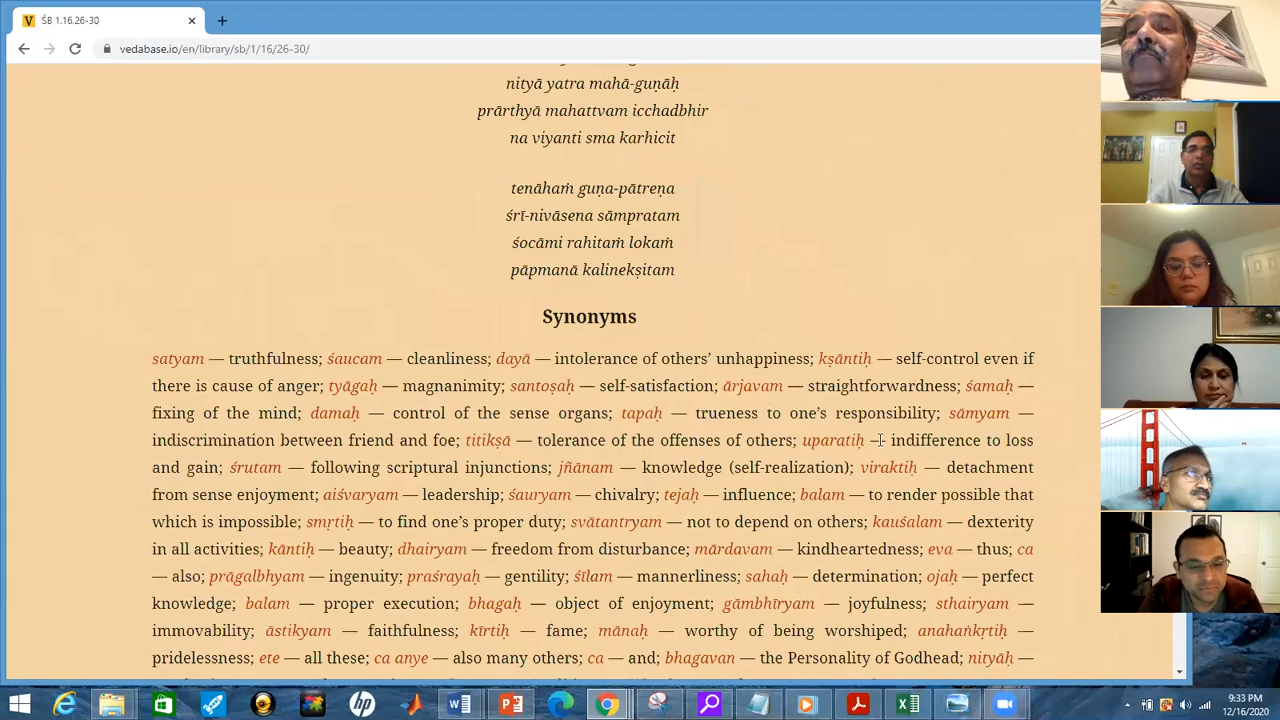 ŚB 1.16.26-30
vedabase.io/en/library/sb/1/16/26-30/
nityā yatra mahā-guṇāḥ
prārthyā mahattvam icchadbhir
na viyanti sma karhicit
tenāhaṁ guṇa-pātreṇa
śrī-nivāsena sāmpratam
śocāmi rahitaṁ lokaṁ
pāpmanā kalinekṣitam
Synonyms
satyam — truthfulness; śaucam — cleanliness; dayā — intolerance of others’ unhappiness; kṣāntiḥ — self-control even if
there is cause of anger; tyāgaḥ — magnanimity; santoṣaḥ — self-satisfaction; ārjavam — straightforwardness; śamaḥ —
fixing of the mind; damaḥ — control of the sense organs; tapaḥ — trueness to one’s responsibility; sāmyam —
indiscrimination between friend and foe; titikṣā — tolerance of the offenses of others; uparatiḥ — indifference to loss
and gain; śrutam — following scriptural injunctions; jñānam — knowledge (self-realization); viraktiḥ — detachment
from sense enjoyment; aiśvaryam — leadership; śauryam — chivalry; tejaḥ — influence; balam — to render possible that
which is impossible; smṛtiḥ — to find one’s proper duty; svātantryam — not to depend on others; kauśalam — dexterity
in all activities; kāntiḥ — beauty; dhairyam — freedom from disturbance; mārdavam — kindheartedness; eva — thus; ca
— also; prāgalbhyam — ingenuity; praśrayaḥ — gentility; śīlam — mannerliness; sahaḥ — determination; ojaḥ — perfect
knowledge; balam — proper execution; bhagaḥ — object of enjoyment; gāmbhīryam — joyfulness; sthairyam —
immovability; āstikyam — faithfulness; kīrtiḥ — fame; mānaḥ — worthy of being worshiped; anahaṅkṛtiḥ —
pridelessness; ete — all these; ca anye — also many others; ca — and; bhagavan — the Personality of Godhead; nityāḥ —
9:33 PM
12/16/2020